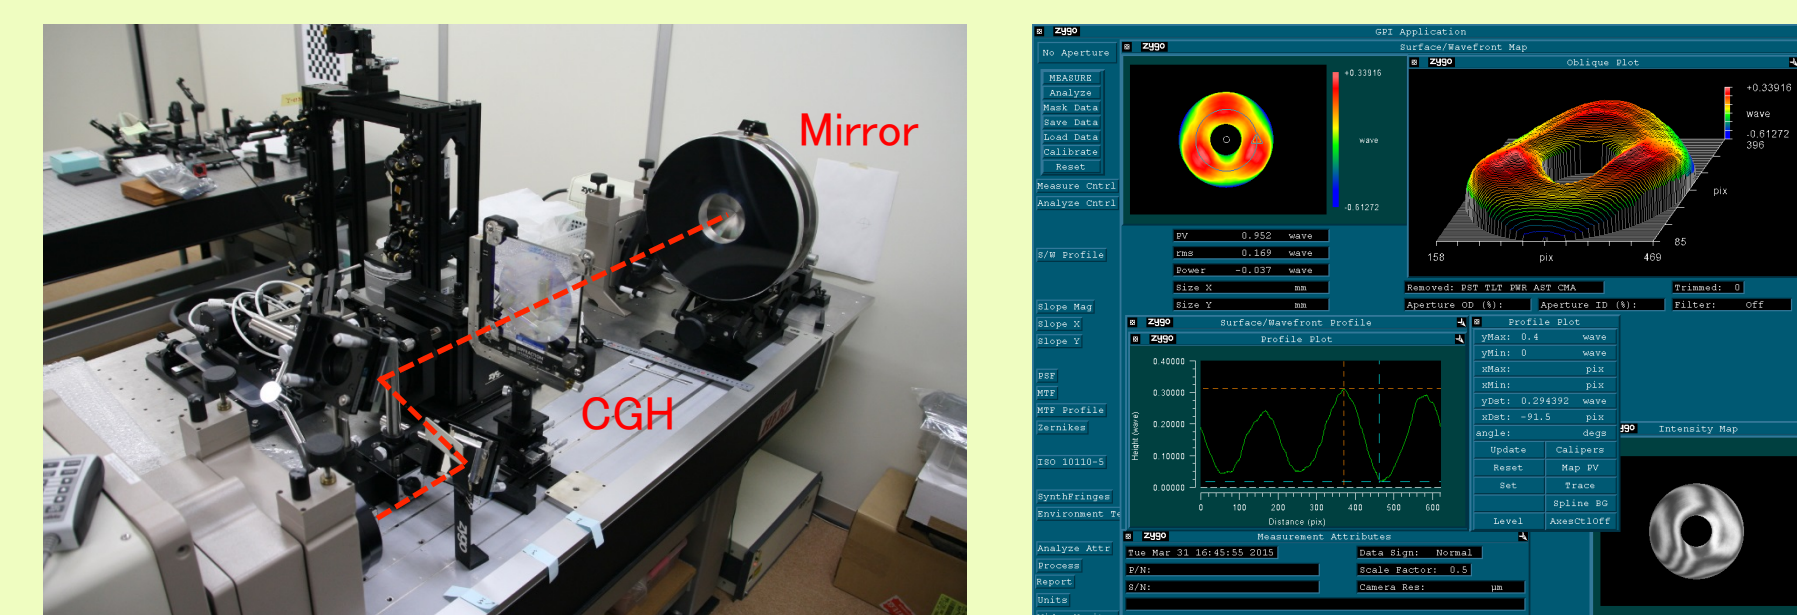 Mirror
CGH
zygo
zygo
GPI Application
No Aperture
zygo
Surface/Wavefront Map
MEASURE
Analyze
Mask Data
Save Data
Load Data
Calibrate
Reset
Measure Cntrl
Analyze Cntrl
S/W Profile
Slope Mag
Slope X
Slope Y
PSF
MTF
MTF Profile
Zernikes
ISO 10110-5
SynthFringes
Environment Te
Analyze Attr
Process
Report
Units
+0.33916
wave
-0.61272
zygo
Oblique Plot
+0.33916
wave
-0.61272
396
pix
85
158
pix
469
PV 0.952 wave
rms 0.169 wave
Power -0.037 wave
Size X mm
Size Y mm
Removed: PST TLT PWR AST CMA
Trimmed: 0
Aperture OD (%):
Aperture ID (%):
Filter: Off
zygo
Surface/Wavefront Profile
zygo
Profile Plot
0.40000
0.30000
0.20000
0.10000
0.00000
Height (wave)
0 100 200 300 400 500 600
Distance (pix)
Profile Plot
yMax: 0.4 wave
yMin: 0 wave
xMax: pix
xMin: pix
yDst: 0.294392 wave
xDst: -91.5 pix
angle: degs
Update Calipers
Reset Map PV
Set Trace
Spline BG
Level AxesCtlOff
Intensity Map
zygo
Measurement Attributes
Tue Mar 31 16:45:55 2015
Data Sign: Normal
P/N:
Scale Factor: 0.5
S/N:
Camera Res: µm